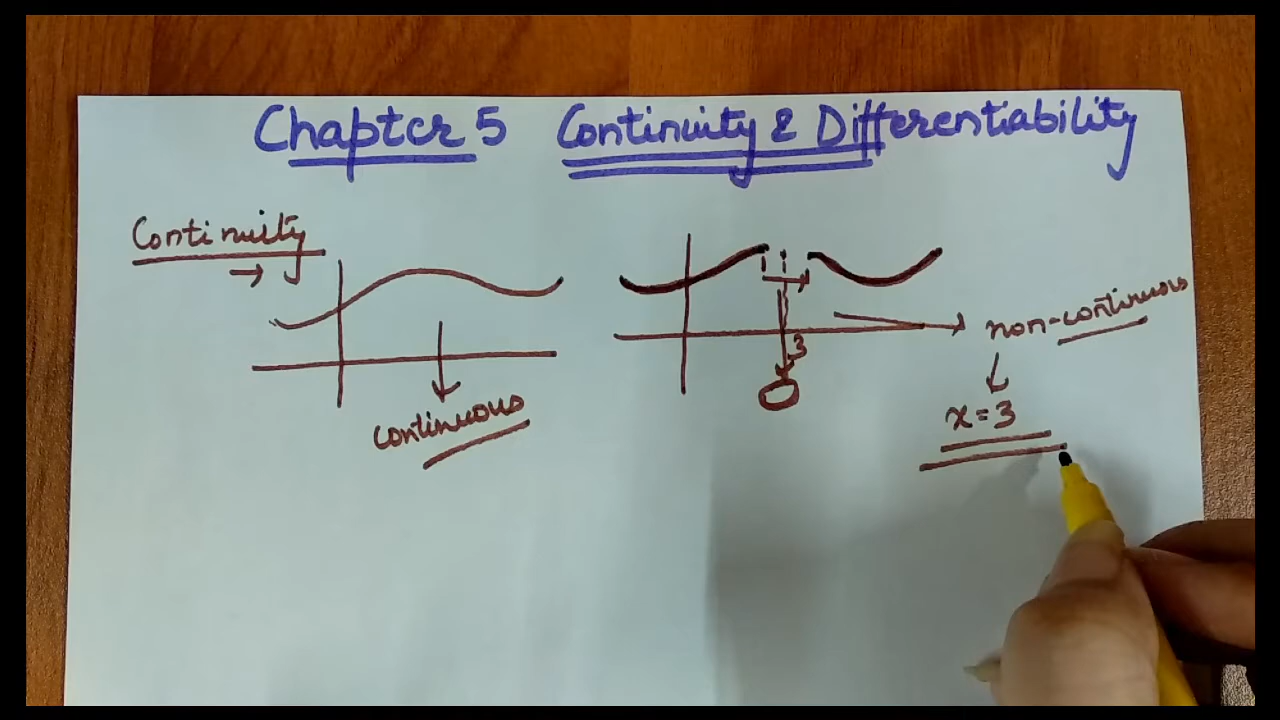 Chapter 5 Continuity & Differentiability
Continuity
continuous
3
non-continuous
x = 3